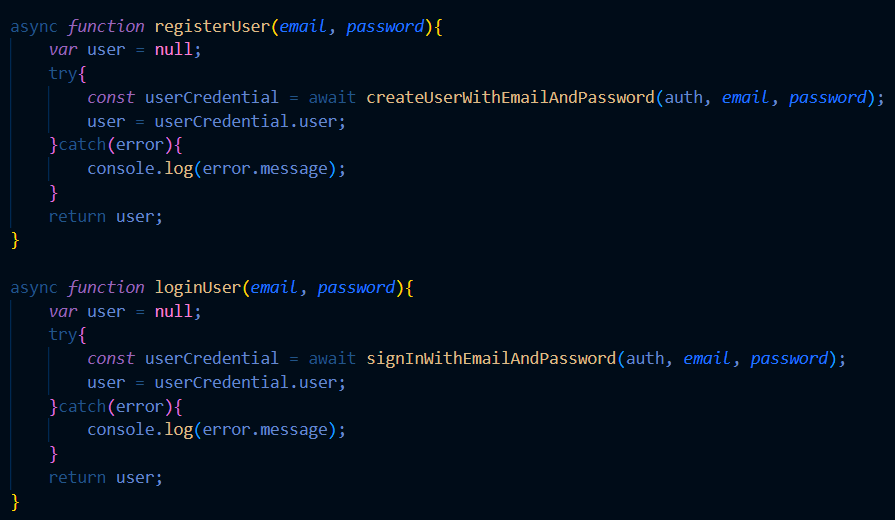 async function registerUser(email, password){
    var user = null;
    try{
        const userCredential = await createUserWithEmailAndPassword(auth, email, password);
        user = userCredential.user;
    }catch(error){
        console.log(error.message);
    }
    return user;
}

async function loginUser(email, password){
    var user = null;
    try{
        const userCredential = await signInWithEmailAndPassword(auth, email, password);
        user = userCredential.user;
    }catch(error){
        console.log(error.message);
    }
    return user;
}